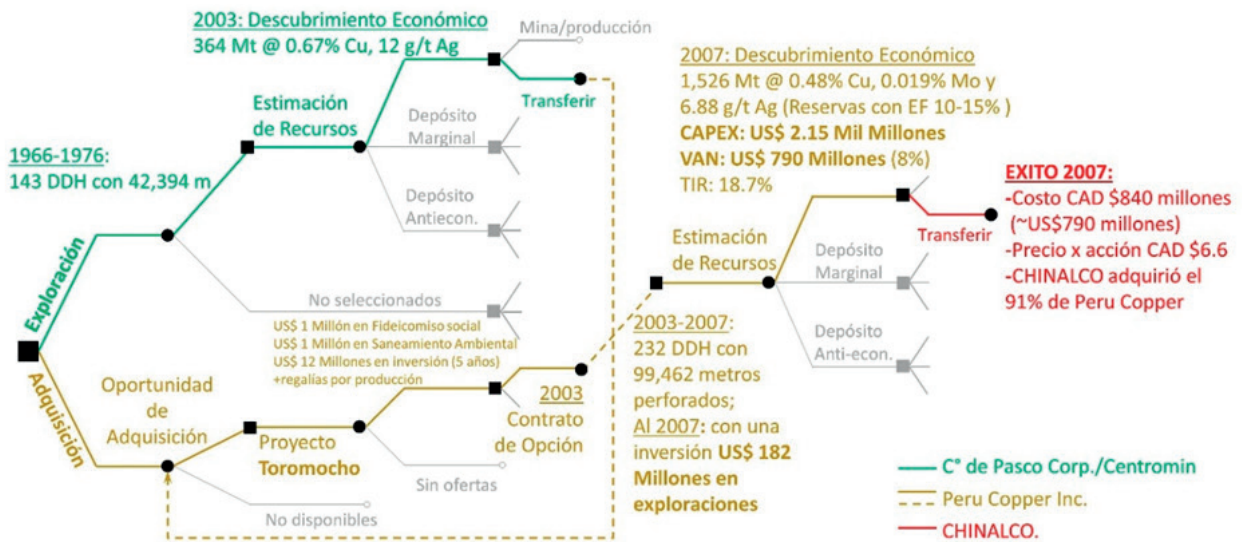 2003: Descubrimiento Económico
364 Mt @ 0.67% Cu, 12 g/t Ag
Mina/producción
Transferir
Estimación
de Recursos
Depósito
Marginal
Depósito
Antiecon.
1966-1976:
143 DDH con 42,394 m
Exploración
No seleccionados
US$ 1 Millón en Fideicomiso social
US$ 1 Millón en Saneamiento Ambiental
US$ 12 Millones en inversión (5 años)
+regalías por producción
Adquisición
Oportunidad
de
Adquisición
Proyecto
Toromocho
No disponibles
Sin ofertas
2003
Contrato
de Opción
2007: Descubrimiento Económico
1,526 Mt @ 0.48% Cu, 0.019% Mo y
6.88 g/t Ag (Reservas con EF 10-15% )
CAPEX: US$ 2.15 Mil Millones
VAN: US$ 790 Millones (8%)
TIR: 18.7%
Estimación
de Recursos
Transferir
Depósito
Marginal
Depósito
Anti-econ.
2003-2007:
232 DDH con
99,462 metros
perforados;
Al 2007: con una
inversión US$ 182
Millones en
exploraciones
EXITO 2007:
-Costo CAD $840 millones
(~US$790 millones)
-Precio x acción CAD $6.6
-CHINALCO adquirió el
91% de Peru Copper
C° de Pasco Corp./Centromin
Peru Copper Inc.
CHINALCO.